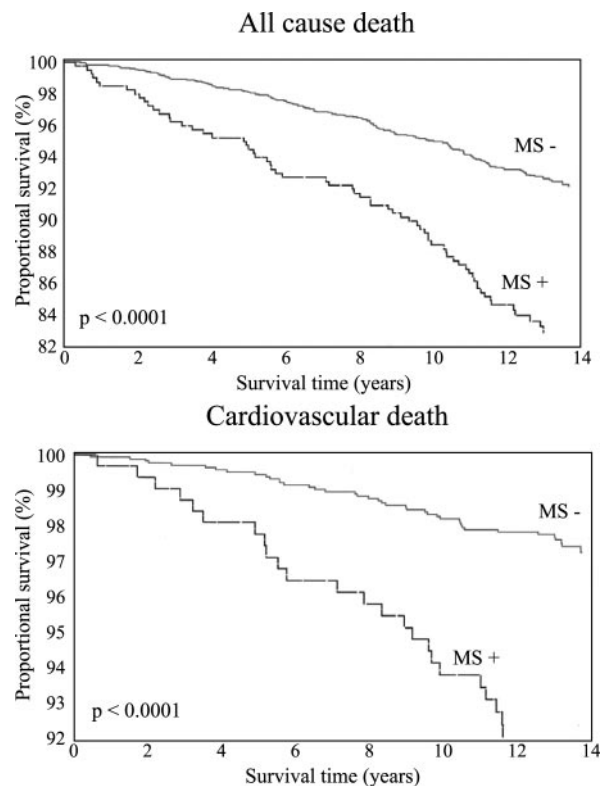 All cause death
100
98
96
94
92
90
88
86
84
82
Proportional survival (%)
MS -
MS +
p < 0.0001
0 2 4 6 8 10 12 14
Survival time (years)
Cardiovascular death
100
99
98
97
96
95
94
93
92
Proportional survival (%)
MS -
MS +
p < 0.0001
0 2 4 6 8 10 12 14
Survival time (years)